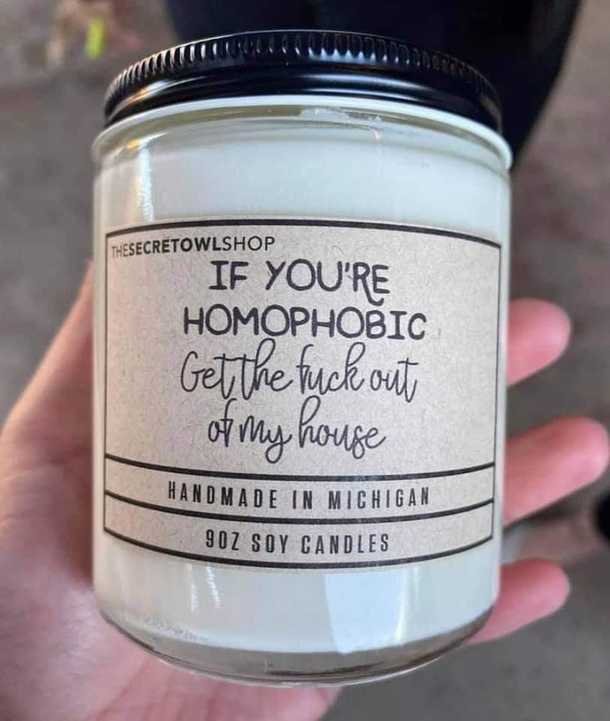 THESECRETOWLSHOP
IF YOU'RE
HOMOPHOBIC
Get the fuck out
of my house
HANDMADE IN MICHIGAN
9OZ SOY CANDLES